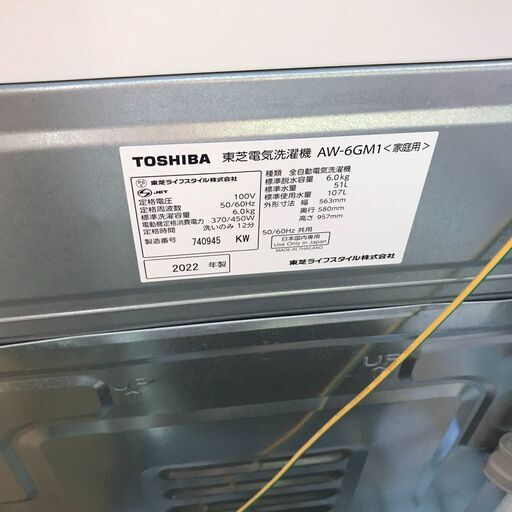 TOSHIBA 東芝電気洗濯機 AW-6GM1<家庭用>
東芝ライフスタイル株式会社
JET
定格電圧 100V
定格周波数 50/60Hz
標準洗濯容量 6.0kg
電動機定格消費電力 370/450W
定格時間 洗いのみ 12分
製造番号 740945 KW
2022 年製
種類 全自動電気洗濯機
標準脱水容量 6.0kg
標準水量 51L
標準使用水量 107L
外形寸法 幅 563mm
奥行 580mm
高さ 957mm
50/60Hz 共用
日本国内専用
Use Only in Japan
MADE IN THAILAND
東芝ライフスタイル株式会社
UP
UP